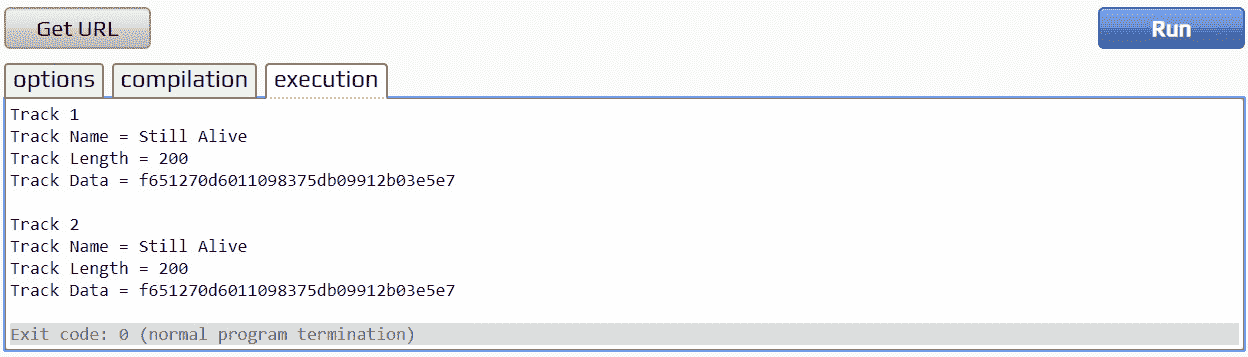 Get URL
Run
options
compilation
execution
Track 1
Track Name = Still Alive
Track Length = 200
Track Data = f651270d6011098375db09912b03e5e7
Track 2
Track Name = Still Alive
Track Length = 200
Track Data = f651270d6011098375db09912b03e5e7
Exit code: 0 (normal program termination)